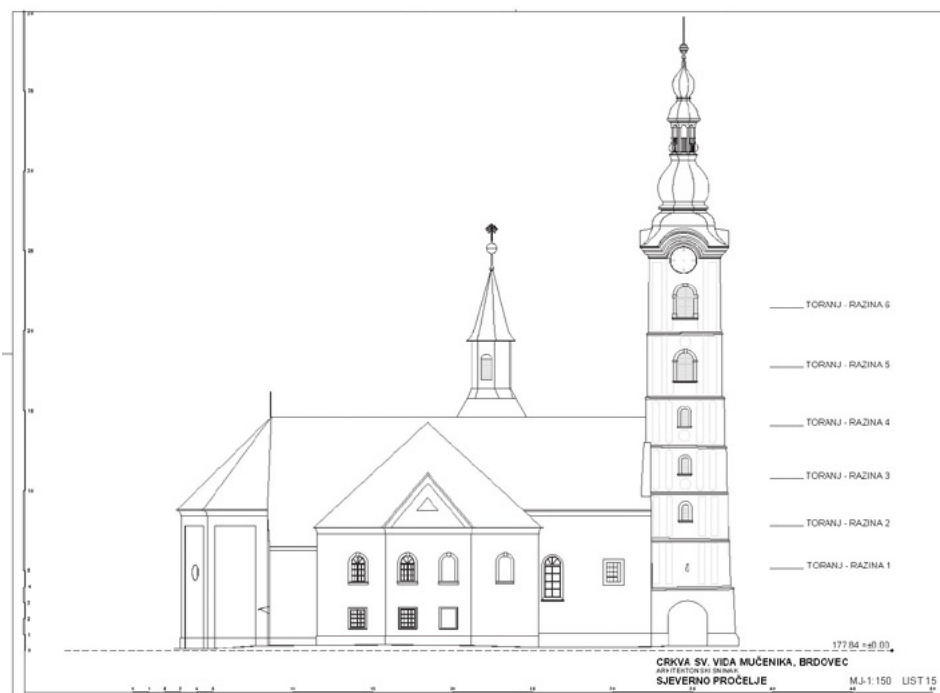 TORANJ - RAZINA 6
TORANJ - RAZINA 5
TORANJ - RAZINA 4
TORANJ - RAZINA 3
TORANJ - RAZINA 2
TORANJ - RAZINA 1
177.84 =±0.00
CRKVA SV. VIDA MUČENIKA, BRDOVEC
ARHITEKTONSKI SNIMAK
SJEVERNO PROČELJE
MJ-1:150 LIST 15